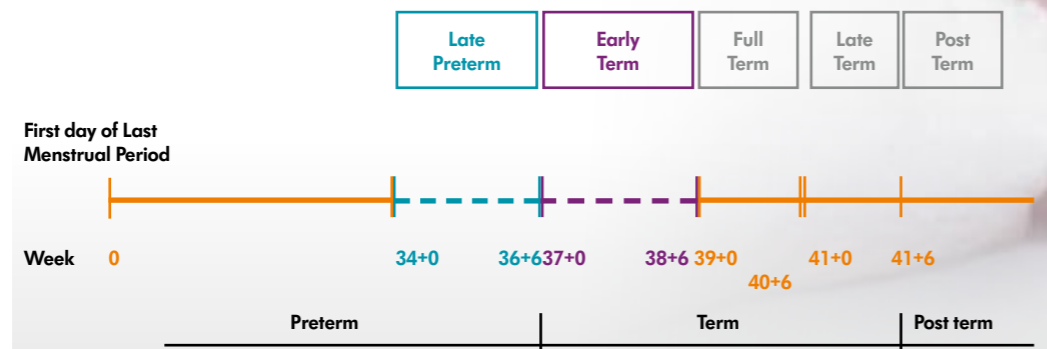 Late Preterm
Early Term
Full Term
Late Term
Post Term
First day of Last
Menstrual Period
Week 0 34+0 36+6 37+0 38+6 39+0 40+6 41+0 41+6
Preterm Term Post term